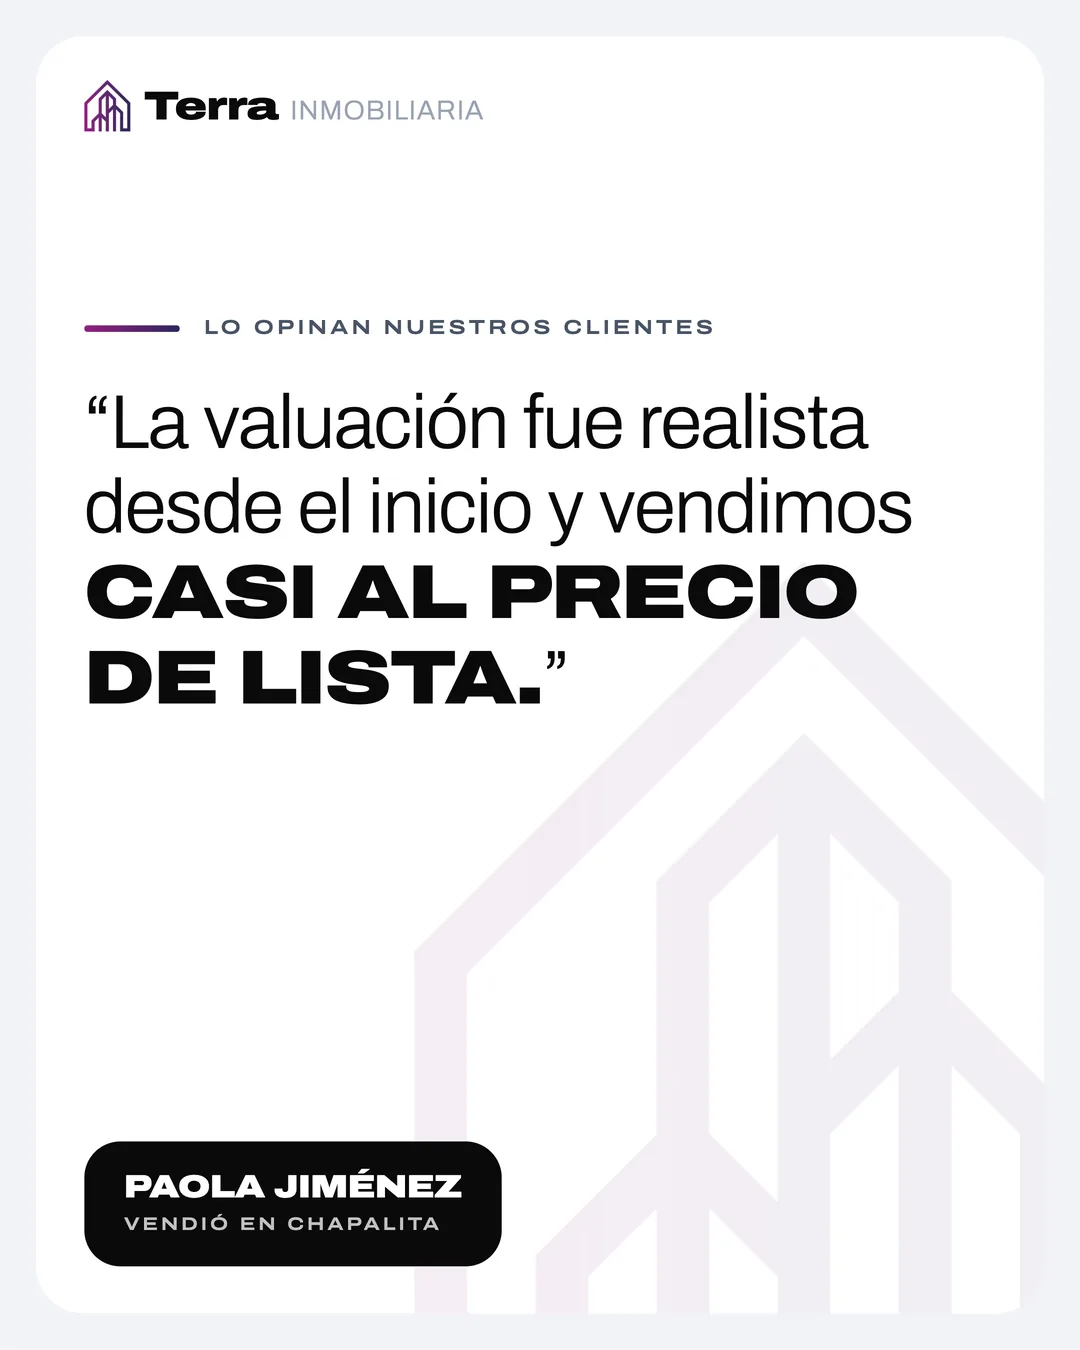 Terra INMOBILIARIA
LO OPINAN NUESTROS CLIENTES
“La valuación fue realista
desde el inicio y vendimos
CASI AL PRECIO
DE LISTA.”
PAOLA JIMÉNEZ
VENDIÓ EN CHAPALITA